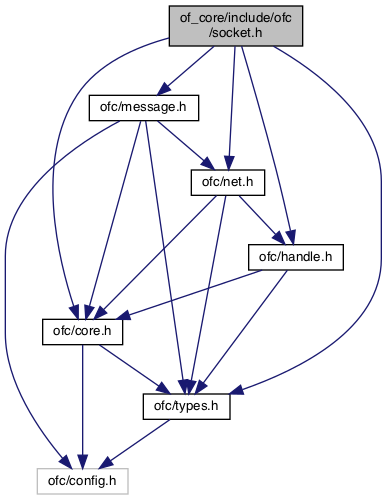 of_core/include/ofc
/socket.h
ofc/message.h
ofc/net.h
ofc/handle.h
ofc/core.h
ofc/types.h
ofc/config.h